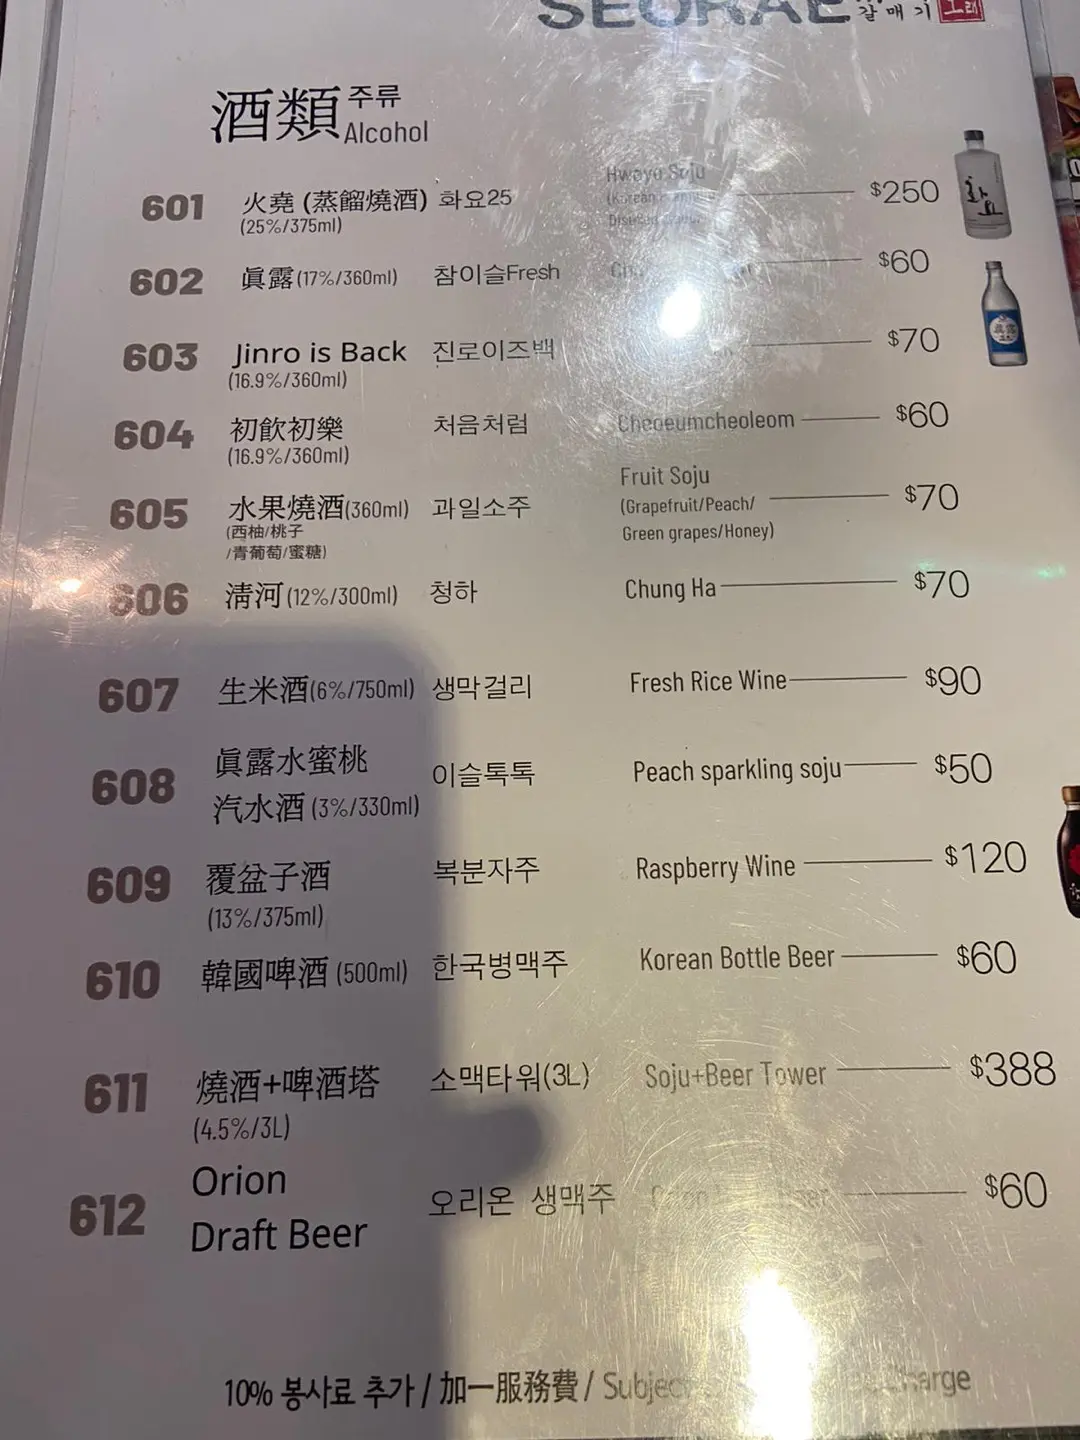 SEORAE
갈매기
酒類 주류
Alcohol
601 火堯 (蒸餾燒酒) 화요25 Hwayo Soju $250
(25%/375ml) (Korean
602 眞露 (17%/360ml) 참이슬Fresh $60
603 Jinro is Back 진로이즈백 $70
(16.9%/360ml)
604 初飮初樂 처음처럼 Cheoeumcheoleom $60
(16.9%/360ml)
605 水果燒酒(360ml) 과일소주 Fruit Soju $70
(西柚/桃子 (Grapefruit/Peach/
/青葡萄/蜜糖) Green grapes/Honey)
606 淸河 (12%/300ml) 청하 Chung Ha $70
607 生米酒(6%/750ml) 생막걸리 Fresh Rice Wine $90
608 眞露水蜜桃 이슬톡톡 Peach sparkling soju $50
汽水酒 (3%/330ml)
609 覆盆子酒 복분자주 Raspberry Wine $120
(13%/375ml)
610 韓國啤酒 (500ml) 한국병맥주 Korean Bottle Beer $60
611 燒酒+啤酒塔 소맥타워(3L) Soju+Beer Tower $388
(4.5%/3L)
612 Orion 오리온 생맥주 $60
Draft Beer
10% 봉사료 추가 / 加一服務費 / Subject Charge